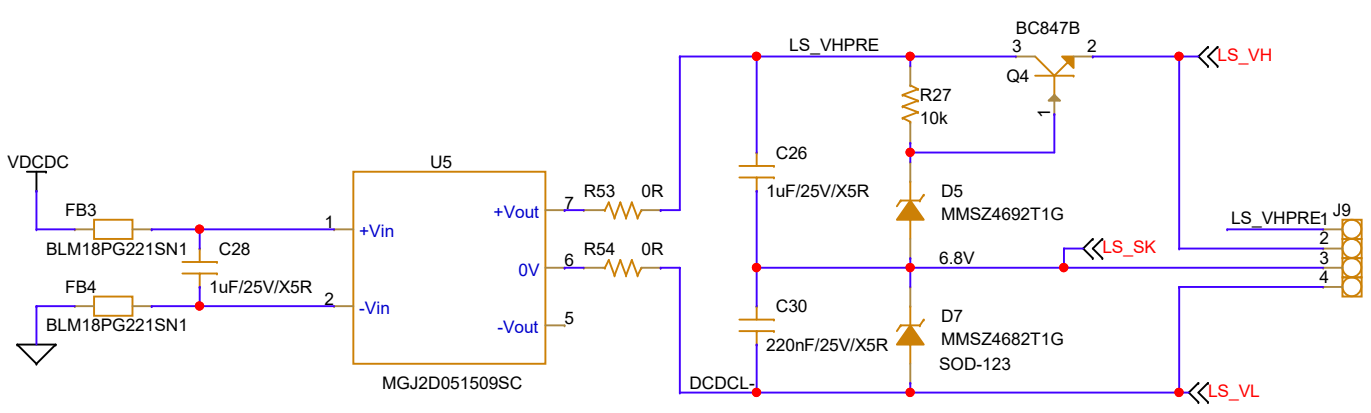 BC847B
LS_VHPRE
3
2
LS_VH
Q4
R27
10k
1
VDCDC
U5
C26
1uF/25V/X5R
R53
0R
7
+Vout
D5
MMSZ4692T1G
FB3
BLM18PG221SN1
1
+Vin
C28
1uF/25V/X5R
J9
LS_VHPRE
1
2
3
4
R54
0R
6
0V
6.8V
LS_SK
FB4
BLM18PG221SN1
2
-Vin
-Vout
5
C30
220nF/25V/X5R
D7
MMSZ4682T1G
SOD-123
MGJ2D051509SC
DCDCL-
LS_VL